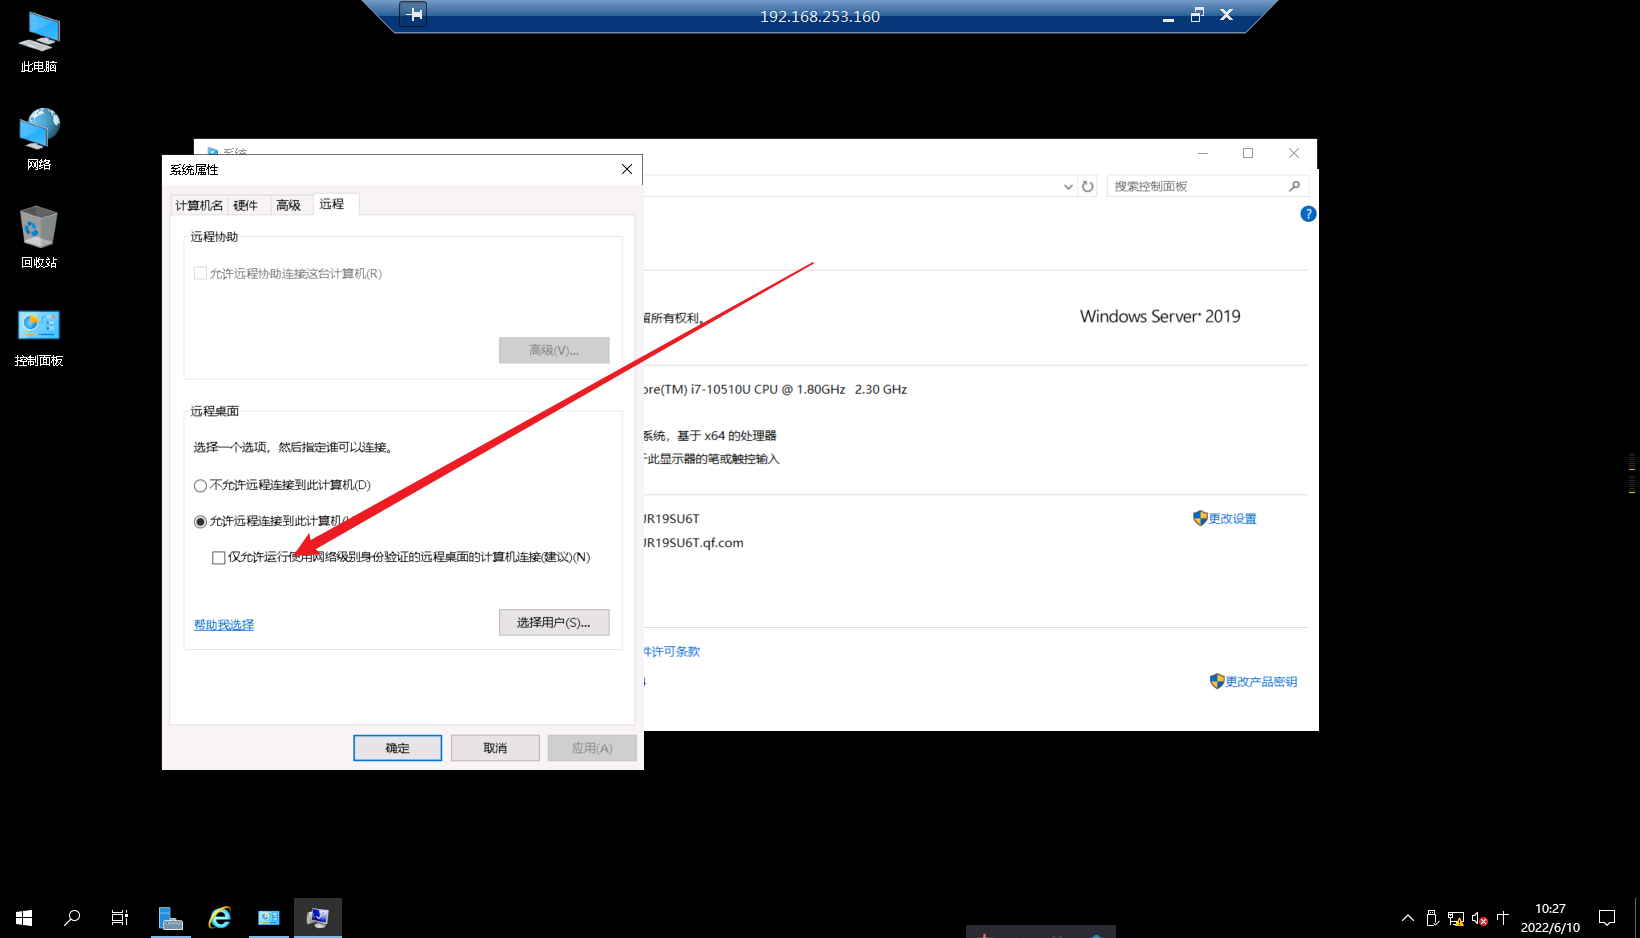 192.168.253.160
此电脑
网络
回收站
控制面板
系统
搜索控制面板
系统属性
计算机名 硬件 高级 远程
远程协助
允许远程协助连接这台计算机(R)
高级(V)...
远程桌面
选择一个选项，然后指定谁可以连接。
不允许远程连接到此计算机(D)
允许远程连接到此计算机
仅允许运行使用网络级别身份验证的远程桌面的计算机连接(建议)(N)
帮助我选择
选择用户(S)...
确定 取消 应用(A)
留所有权利。
Windows Server 2019
ore(TM) i7-10510U CPU @ 1.80GHz 2.30 GHz
系统，基于 x64 的处理器
于此显示器的笔或触控输入
JR19SU6T
更改设置
JR19SU6T.qf.com
件许可条款
更改产品密钥
10:27
2022/6/10